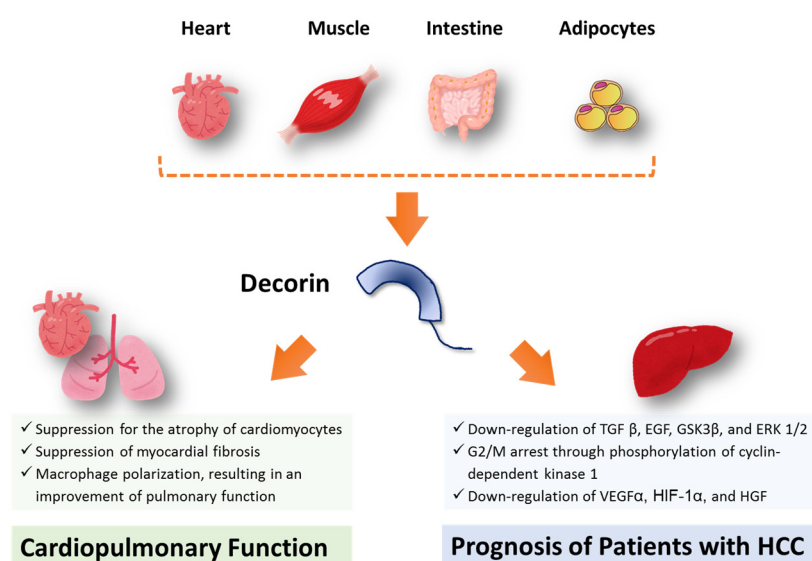 Heart Muscle Intestine Adipocytes
Decorin
✓ Suppression for the atrophy of cardiomyocytes
✓ Suppression of myocardial fibrosis
✓ Macrophage polarization, resulting in an
improvement of pulmonary function
Cardiopulmonary Function
✓ Down-regulation of TGF β, EGF, GSK3β, and ERK 1/2
✓ G2/M arrest through phosphorylation of cyclin-
dependent kinase 1
✓ Down-regulation of VEGFα, HIF-1α, and HGF
Prognosis of Patients with HCC